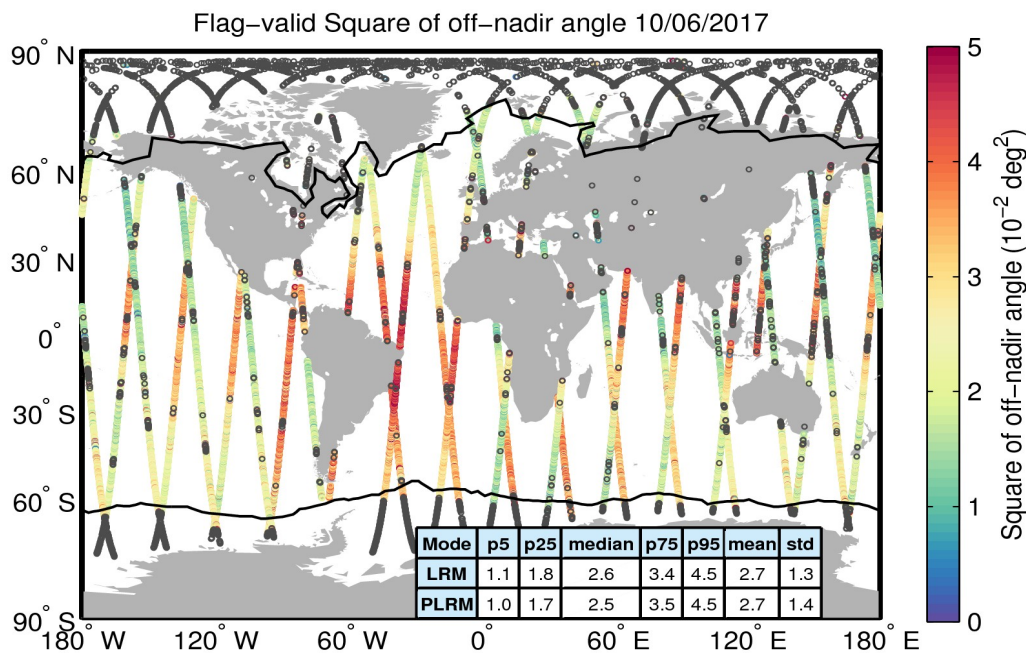 Flag−valid Square of off−nadir angle 10/06/2017
90° N
60° N
30° N
0°
30° S
60° S
90° S
180° W
120° W
60° W
0°
60° E
120° E
180° E
Mode p5 p25 median p75 p95 mean std
LRM 1.1 1.8 2.6 3.4 4.5 2.7 1.3
PLRM 1.0 1.7 2.5 3.5 4.5 2.7 1.4
5
4
3
2
1
0
Square of off−nadir angle (10⁻² deg²)